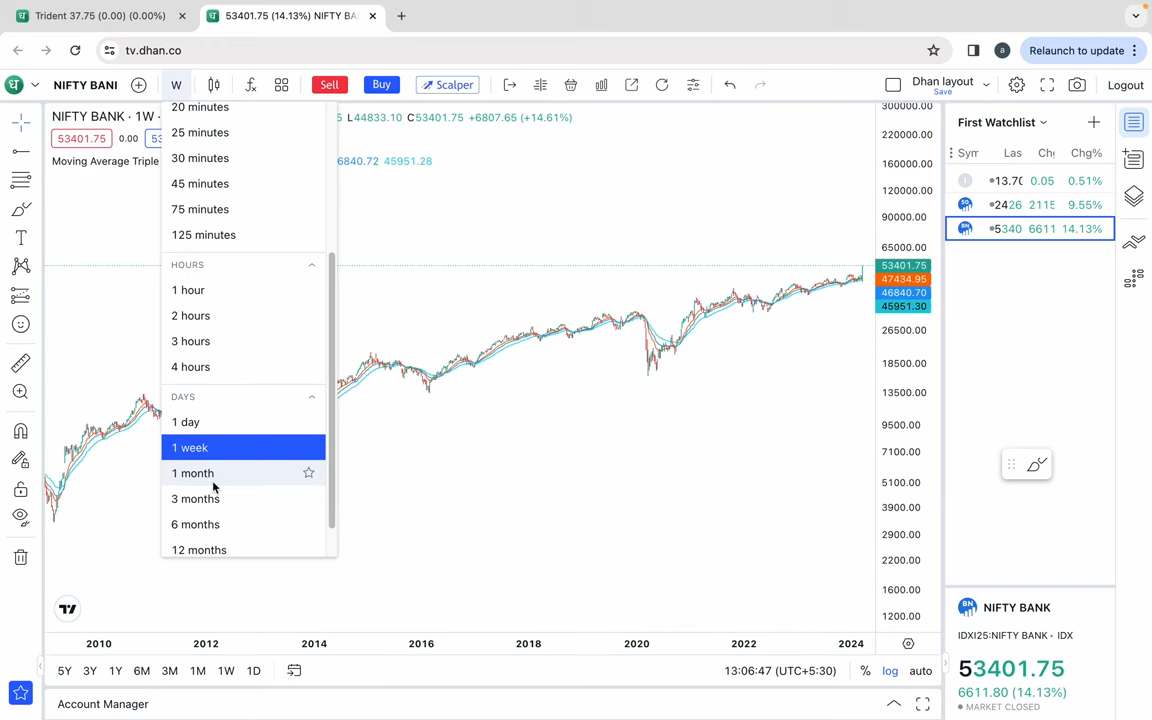 Trident 37.75 (0.00) (0.00%)
53401.75 (14.13%) NIFTY BA
tv.dhan.co
a
Relaunch to update
NIFTY BANI
W
Sell
Buy
Scalper
Dhan layout
Save
Logout
NIFTY BANK · 1W ·
L44833.10 C53401.75 +6807.65 (+14.61%)
53401.75
0.00
Moving Average Triple
6840.72 45951.28
20 minutes
25 minutes
30 minutes
45 minutes
75 minutes
125 minutes
HOURS
1 hour
2 hours
3 hours
4 hours
DAYS
1 day
1 week
1 month
3 months
6 months
12 months
300000.00
220000.00
160000.00
120000.00
90000.00
65000.00
53401.75
47434.95
46840.70
45951.30
26500.00
18500.00
13500.00
9500.00
7100.00
5100.00
3900.00
2900.00
2200.00
1600.00
1200.00
2010
2012
2014
2016
2018
2020
2022
2024
5Y
3Y
1Y
6M
3M
1M
1W
1D
13:06:47 (UTC+5:30)
%
log
auto
Account Manager
First Watchlist
Sym Las Chg Chg%
13.70 0.05 0.51%
2426 2115 9.55%
5340 6611 14.13%
BN NIFTY BANK
IDXI25:NIFTY BANK - IDX
53401.75
6611.80 (14.13%)
MARKET CLOSED